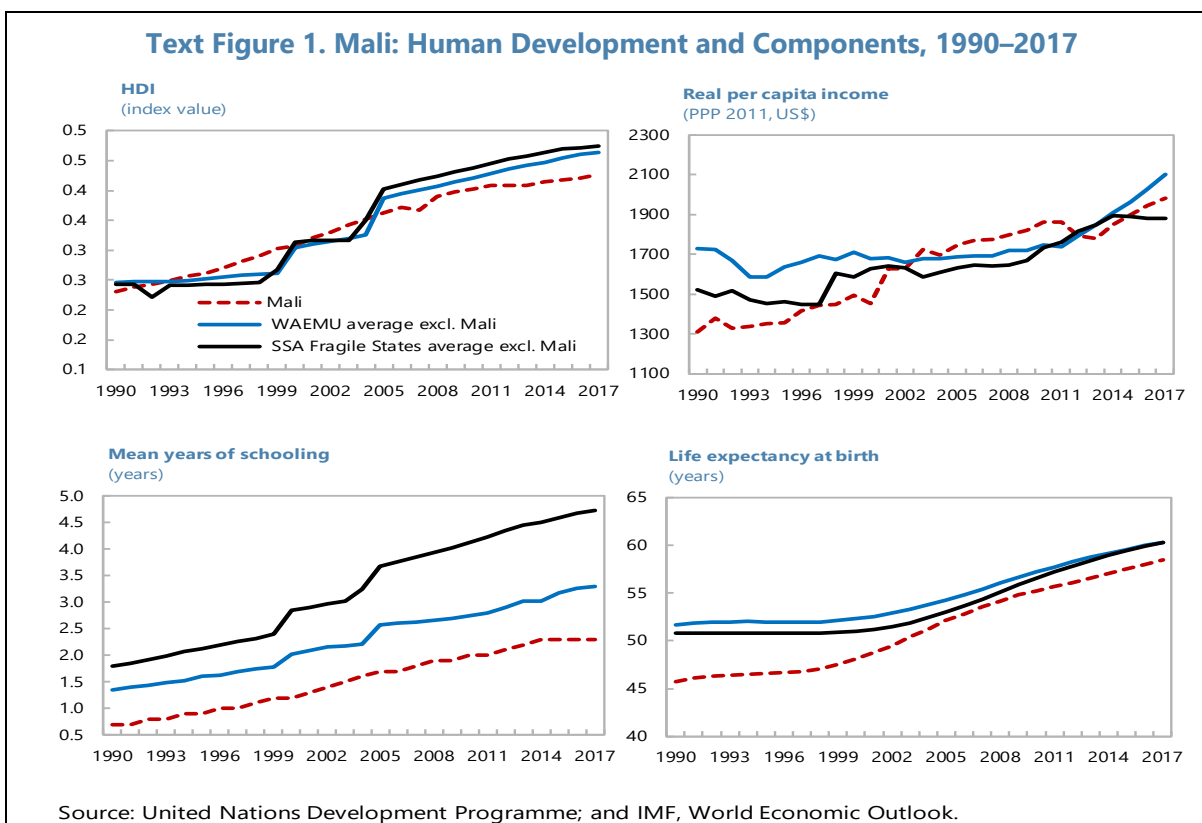 Text Figure 1. Mali: Human Development and Components, 1990–2017
HDI
(index value)
0.5
0.5
0.4
0.4
0.3
0.3
0.2
0.2
0.1
Mali
WAEMU average excl. Mali
SSA Fragile States average excl. Mali
1990 1993 1996 1999 2002 2005 2008 2011 2014 2017
Real per capita income
(PPP 2011, US$)
2300
2100
1900
1700
1500
1300
1100
1990 1993 1996 1999 2002 2005 2008 2011 2014 2017
Mean years of schooling
(years)
5.0
4.5
4.0
3.5
3.0
2.5
2.0
1.5
1.0
0.5
1990 1993 1996 1999 2002 2005 2008 2011 2014 2017
Life expectancy at birth
(years)
65
60
55
50
45
40
1990 1993 1996 1999 2002 2005 2008 2011 2014 2017
Source: United Nations Development Programme; and IMF, World Economic Outlook.